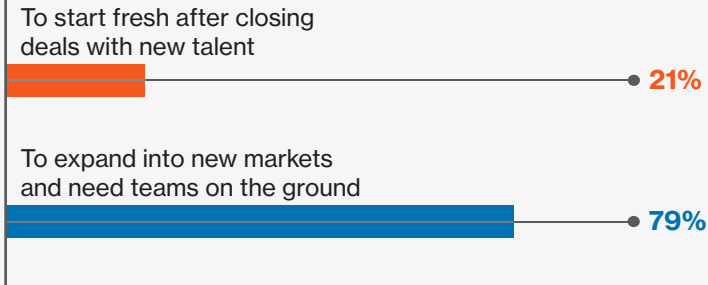 To start fresh after closing
deals with new talent
21%
To expand into new markets
and need teams on the ground
79%